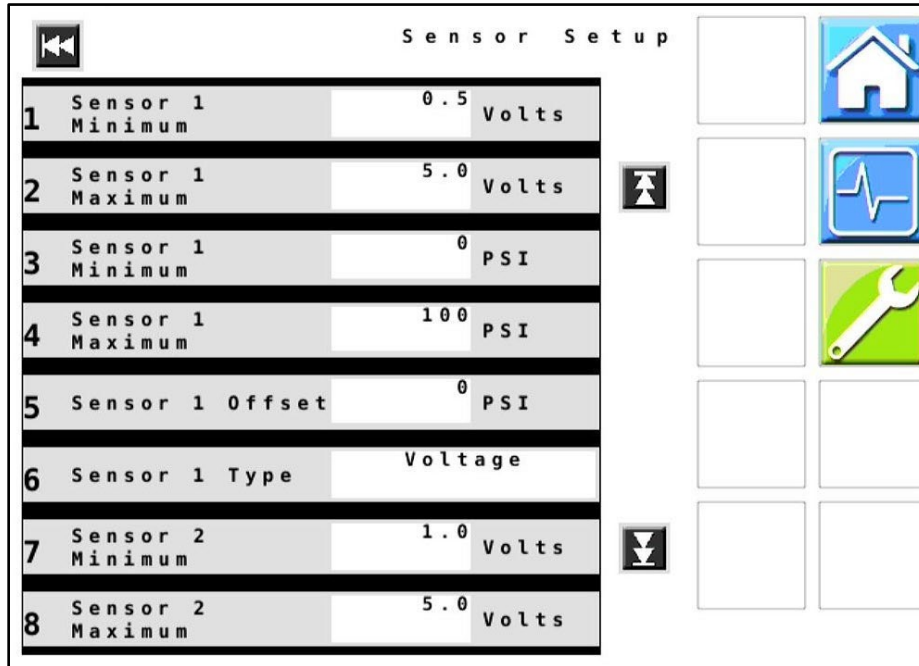 Sensor Setup
1 Sensor 1 Minimum 0.5 Volts
2 Sensor 1 Maximum 5.0 Volts
3 Sensor 1 Minimum 0 PSI
4 Sensor 1 Maximum 100 PSI
5 Sensor 1 Offset 0 PSI
6 Sensor 1 Type Voltage
7 Sensor 2 Minimum 1.0 Volts
8 Sensor 2 Maximum 5.0 Volts